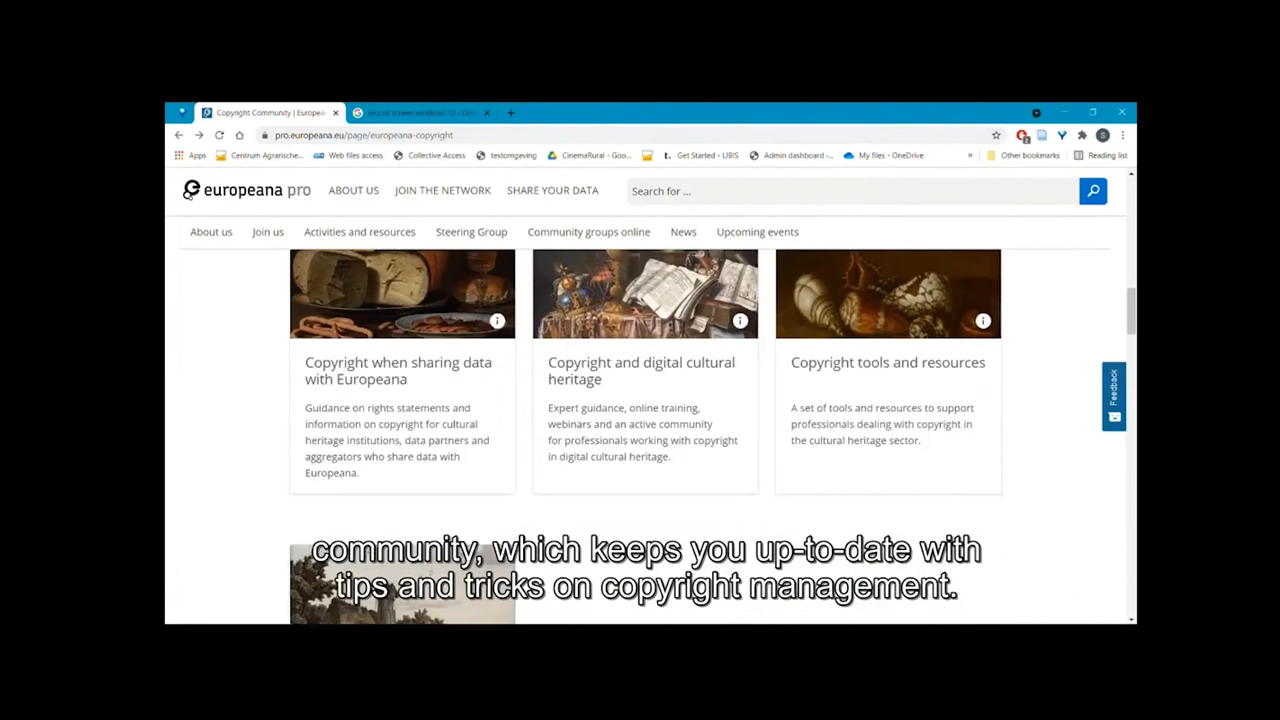 Copyright Community | Europea
record screen windows 10 - Goo
pro.europeana.eu/page/europeana-copyright
S
Apps
Centrum Agrarische...
Web files access
Collective Access
testomgeving
CinemaRural - Goo...
Get Started - LIBIS
Admin dashboard -...
My files - OneDrive
»
Other bookmarks
Reading list
europeana pro
ABOUT US
JOIN THE NETWORK
SHARE YOUR DATA
Search for ...
About us
Join us
Activities and resources
Steering Group
Community groups online
News
Upcoming events
Copyright when sharing data
with Europeana
Guidance on rights statements and
information on copyright for cultural
heritage institutions, data partners and
aggregators who share data with
Europeana.
Copyright and digital cultural
heritage
Expert guidance, online training,
webinars and an active community
for professionals working with copyright
in digital cultural heritage.
Copyright tools and resources
A set of tools and resources to support
professionals dealing with copyright in
the cultural heritage sector.
Feedback
community, which keeps you up-to-date with
tips and tricks on copyright management.